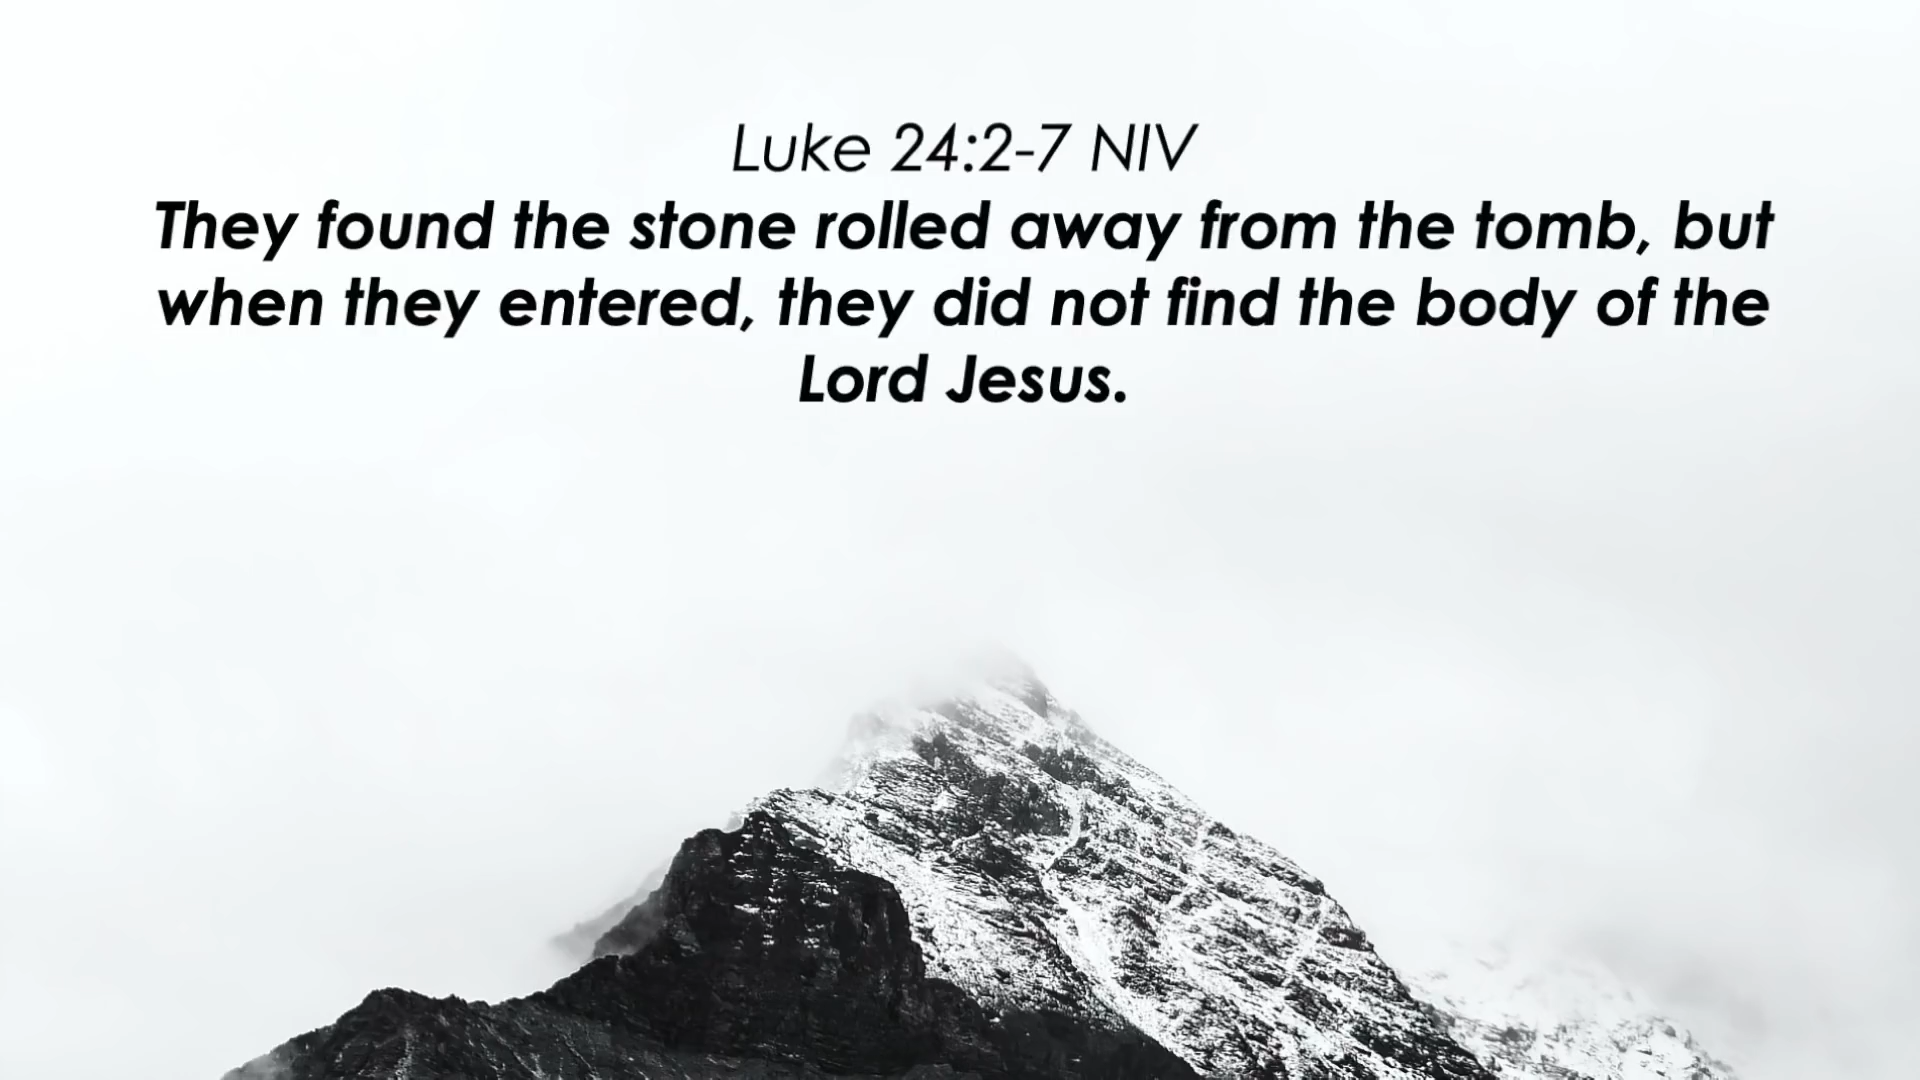 Luke 24:2-7 NIV
They found the stone rolled away from the tomb, but
when they entered, they did not find the body of the
Lord Jesus.